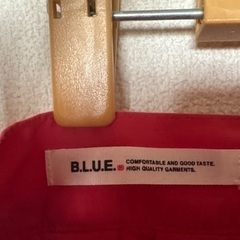 B.L.U.E. COMFORTABLE AND GOOD TASTE.
HIGH QUALITY GARMENTS.